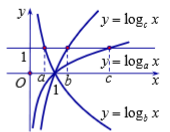 y
y = log_c x
1
y = log_a x
O
a
b
c
x
1
y = log_b x